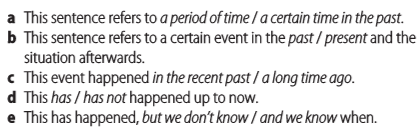 a This sentence refers to a period of time / a certain time in the past.
b This sentence refers to a certain event in the past / present and the
situation afterwards.
c This event happened in the recent past / a long time ago.
d This has / has not happened up to now.
e This has happened, but we don't know / and we know when.